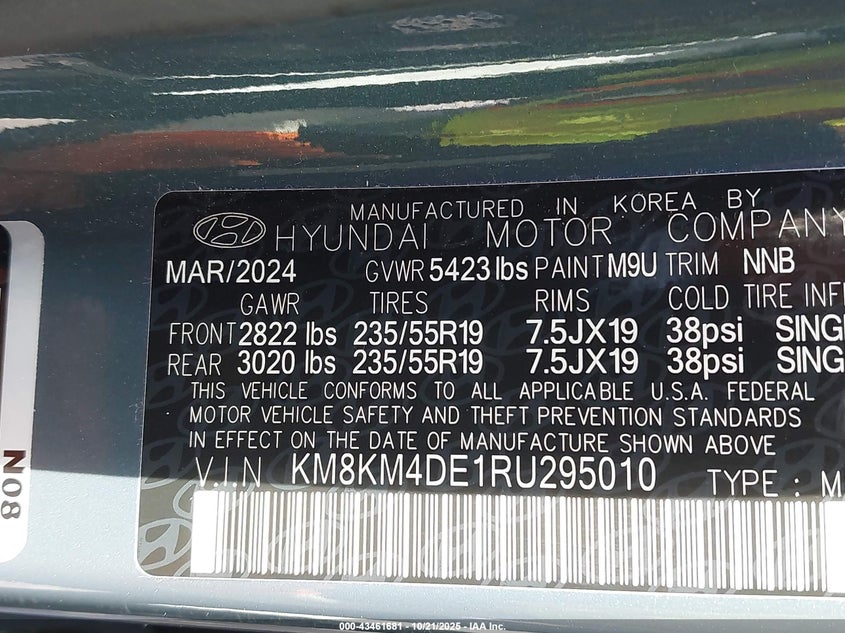 MANUFACTURED IN KOREA BY
HYUNDAI MOTOR COMPANY
MAR/2024 GVWR 5423 lbs PAINT M9U TRIM NNB
GAWR TIRES RIMS COLD TIRE INFL
FRONT 2822 lbs 235/55R19 7.5JX19 38psi SING
REAR 3020 lbs 235/55R19 7.5JX19 38psi SING
THIS VEHICLE CONFORMS TO ALL APPLICABLE U.S.A. FEDERAL
MOTOR VEHICLE SAFETY AND THEFT PREVENTION STANDARDS
IN EFFECT ON THE DATE OF MANUFACTURE SHOWN ABOVE
V.I.N KM8KM4DE1RU295010 TYPE : M
N08
000-43461681 - 10/21/2025 - IAA Inc.